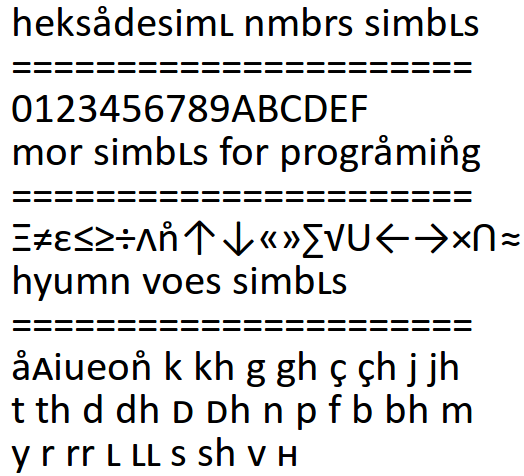 heksådesimʟ nmbrs simbʟs
======================
0123456789ABCDEF
mor simbʟs for progråmin̊g
======================
Ξ≠ε≤≥÷ʌn̊↑↓«»∑√U←→×∩≈
hyumn voes simbʟs
======================
åᴀiueon̊ k kh g gh ç çh j jh
t th d dh ᴅ ᴅh n p f b bh m
y r rr ʟ ʟʟ s sh v ʜ